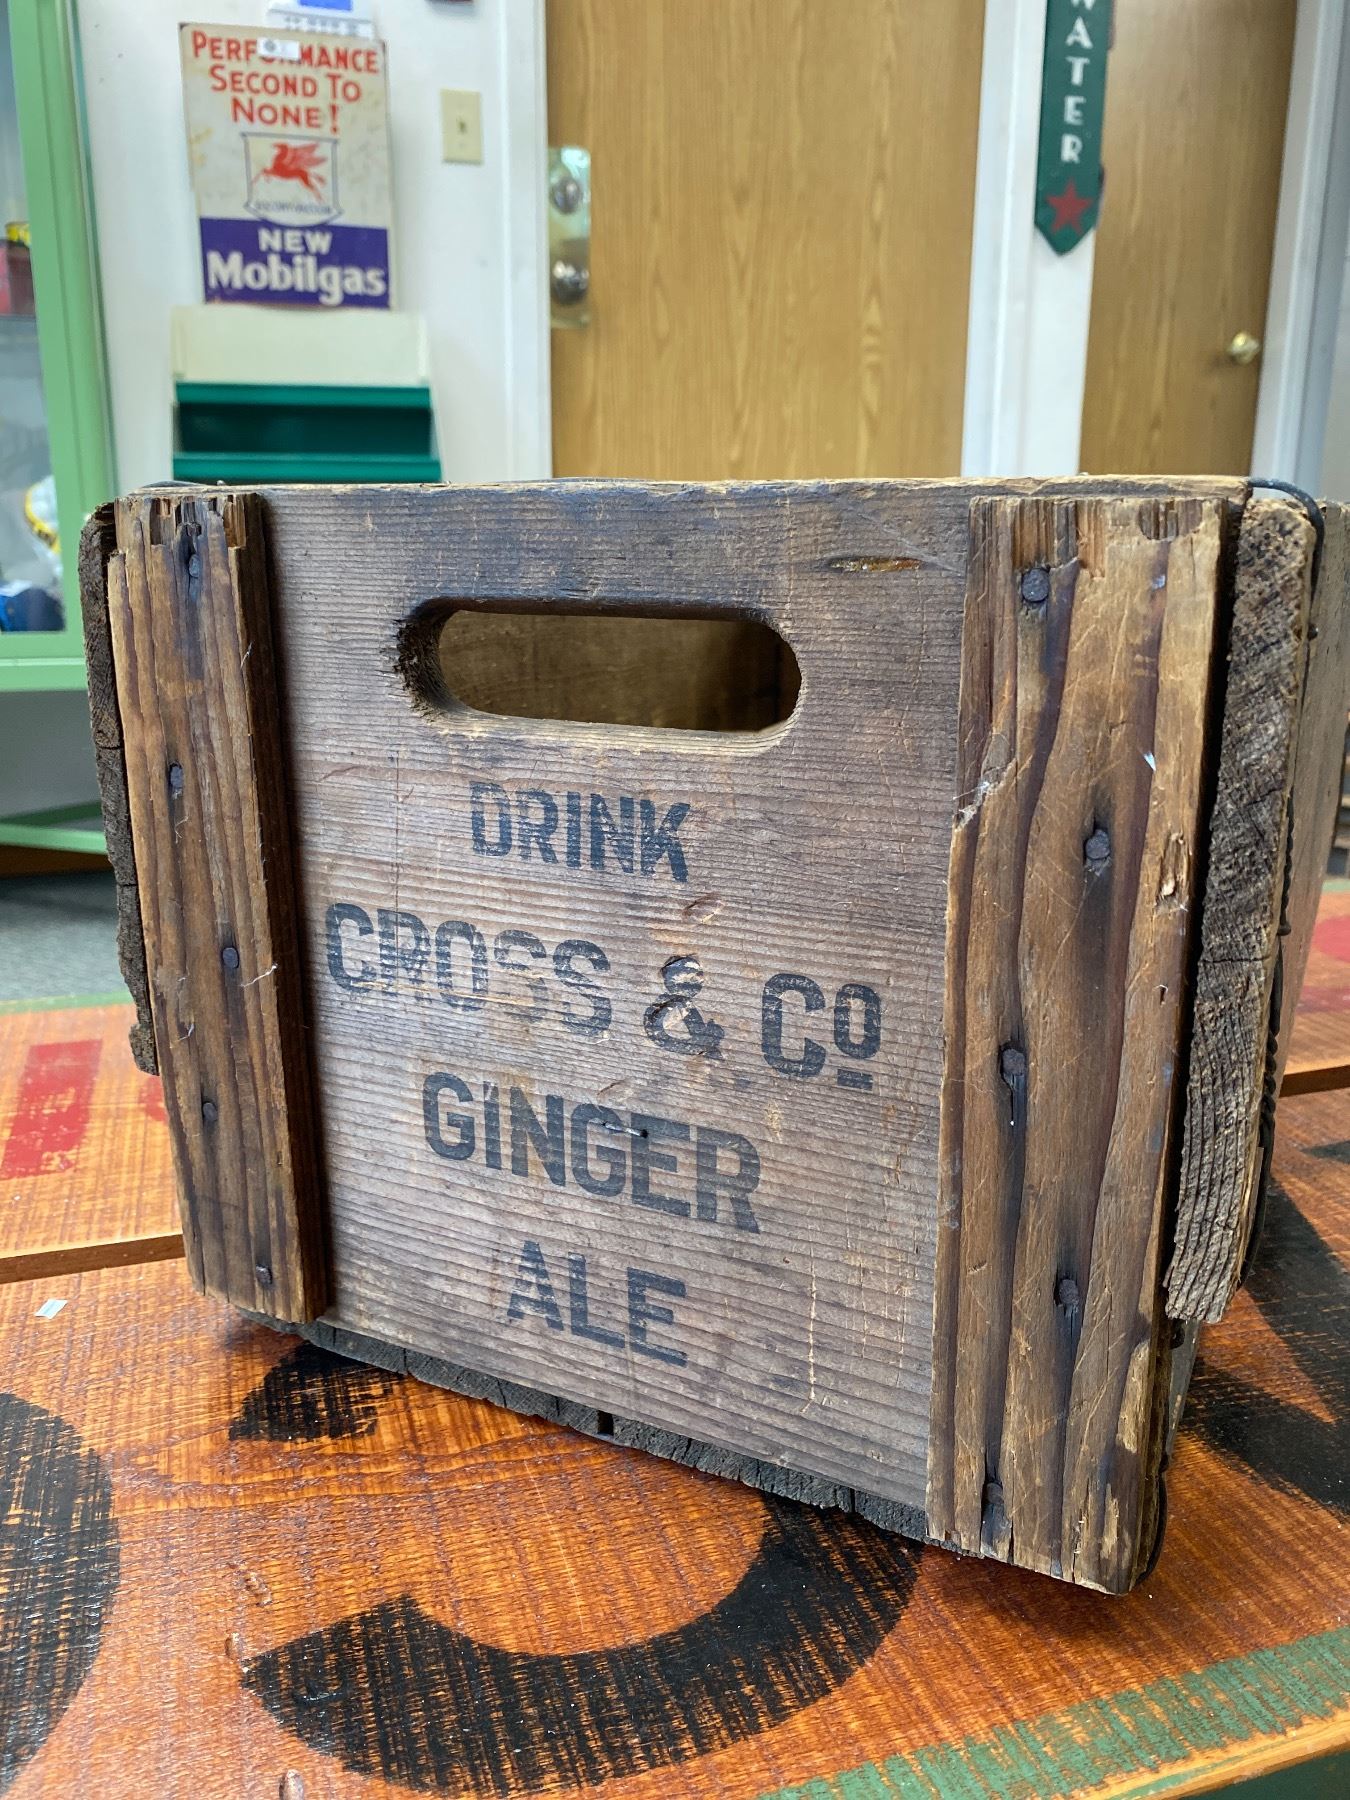 PERFORMANCE
SECOND TO
NONE!
NEW
Mobilgas
WATER
DRINK
CROSS & Cº
GINGER
ALE